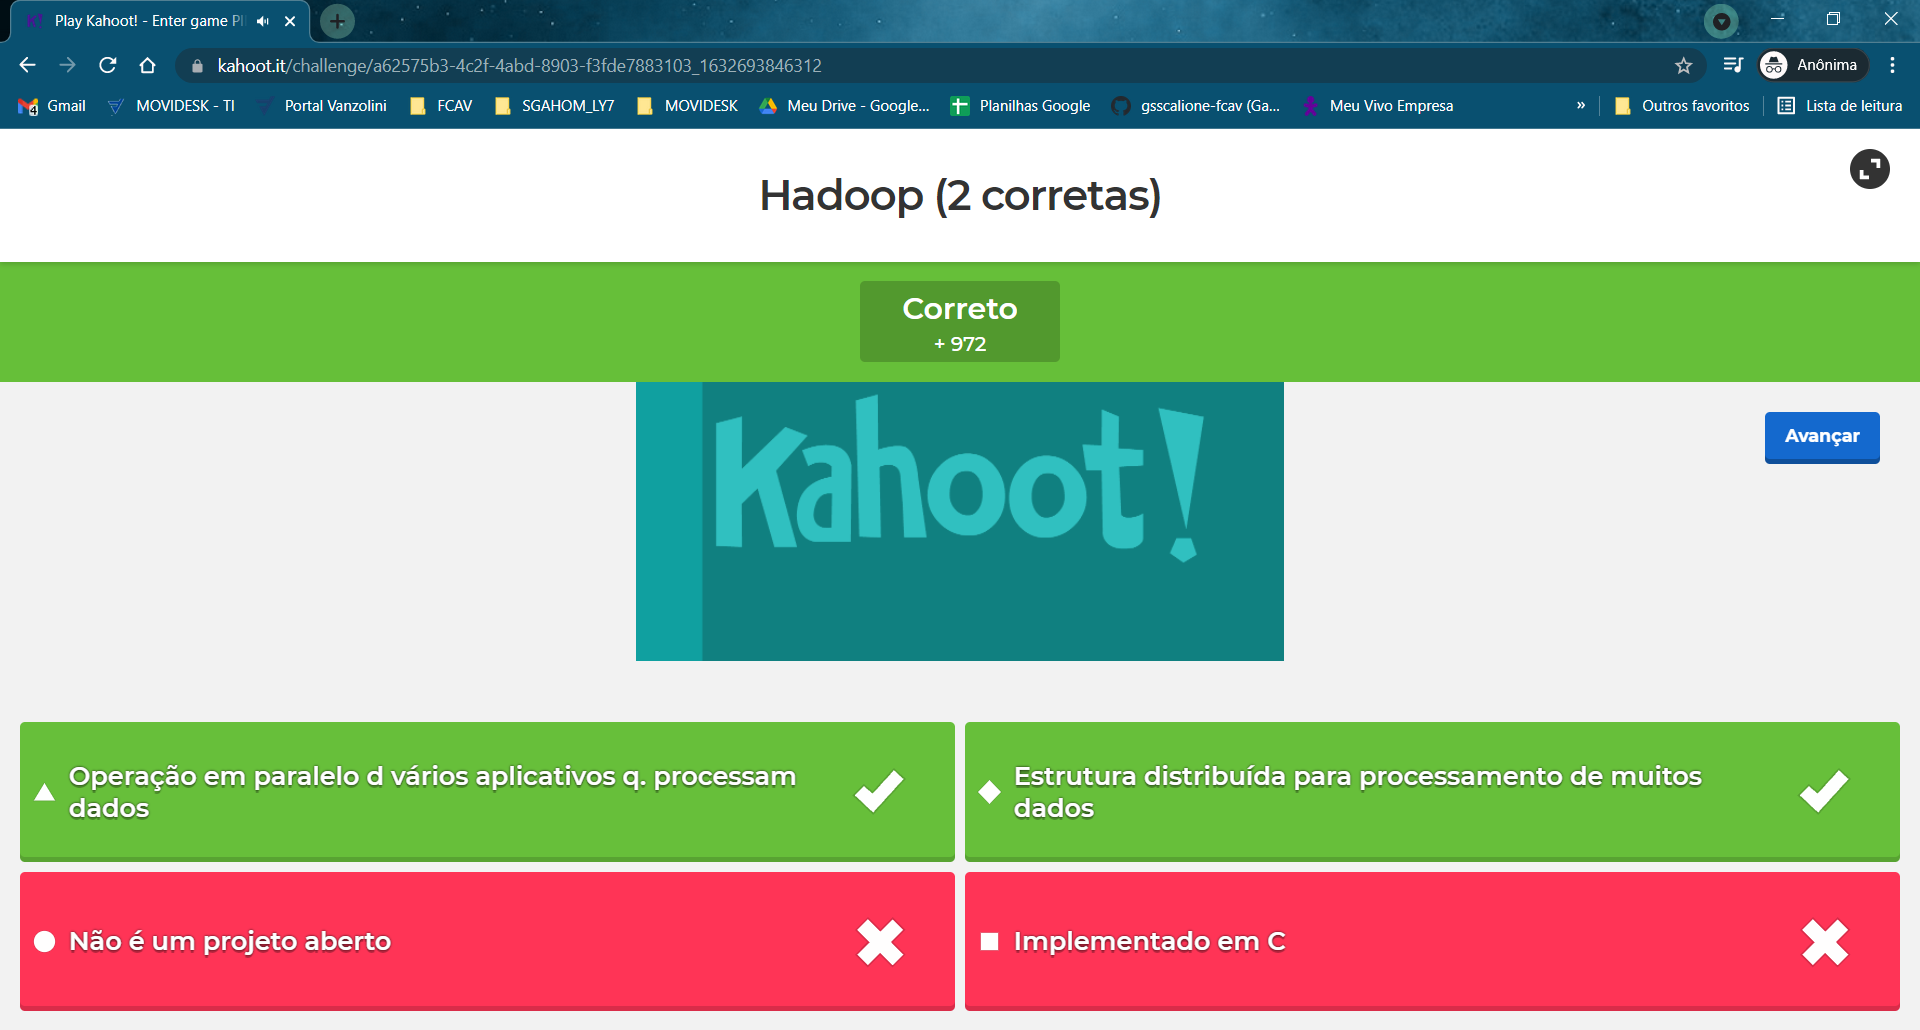 Play Kahoot! - Enter game PI
kahoot.it/challenge/a62575b3-4c2f-4abd-8903-f3fde7883103_1632693846312
Anônima
4 Gmail MOVIDESK - TI Portal Vanzolini FCAV SGAHOM_LY7 MOVIDESK Meu Drive - Google... Planilhas Google gsscalione-fcav (Ga... Meu Vivo Empresa » Outros favoritos Lista de leitura
Hadoop (2 corretas)
Correto
+ 972
Kahoot!
Avançar
Operação em paralelo d vários aplicativos q. processam
dados
Estrutura distribuída para processamento de muitos
dados
Não é um projeto aberto
Implementado em C